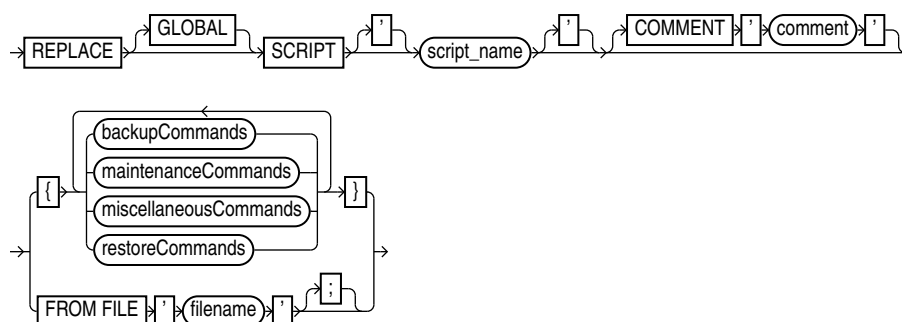 REPLACE GLOBAL SCRIPT ' script_name ' COMMENT ' comment '
{ backupCommands }
maintenanceCommands
miscellaneousCommands
restoreCommands
FROM FILE ' filename ' ;